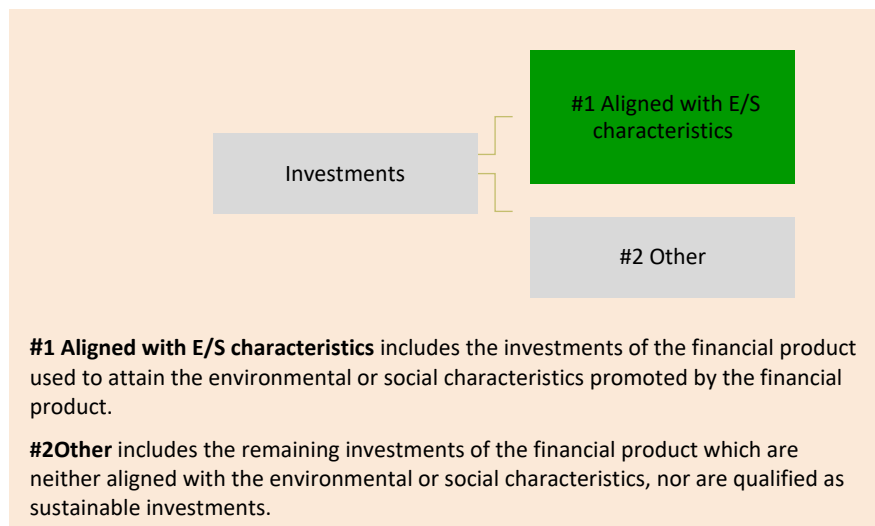 #1 Aligned with E/S
characteristics
Investments
#2 Other
#1 Aligned with E/S characteristics includes the investments of the financial product
used to attain the environmental or social characteristics promoted by the financial
product.
#2Other includes the remaining investments of the financial product which are
neither aligned with the environmental or social characteristics, nor are qualified as
sustainable investments.